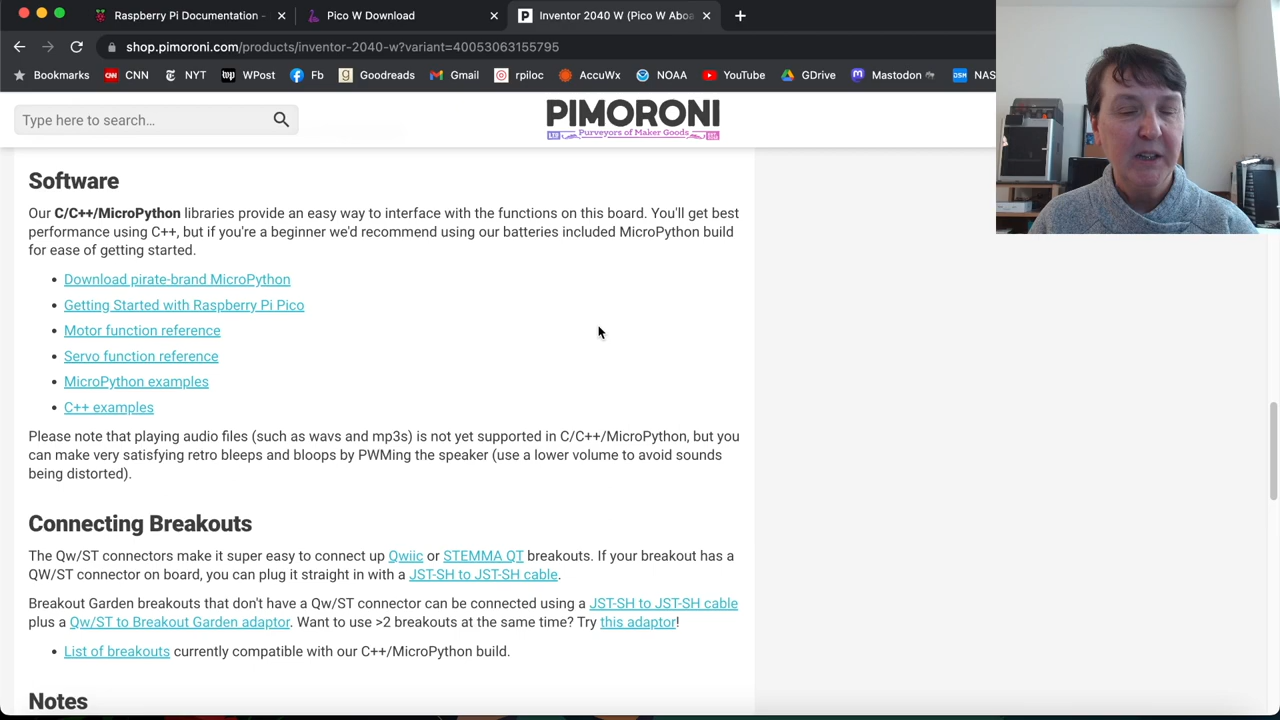 Raspberry Pi Documentation -
Pico W Download
Inventor 2040 W (Pico W Aboa
shop.pimoroni.com/products/inventor-2040-w?variant=40053063155795
Bookmarks CNN NYT WPost Fb Goodreads Gmail rpiloc AccuWx NOAA YouTube GDrive Mastodon NAS
Type here to search...
PIMORONI
Purveyors of Maker Goods
Software
Our C/C++/MicroPython libraries provide an easy way to interface with the functions on this board. You'll get best
performance using C++, but if you're a beginner we'd recommend using our batteries included MicroPython build
for ease of getting started.
• Download pirate-brand MicroPython
• Getting Started with Raspberry Pi Pico
• Motor function reference
• Servo function reference
• MicroPython examples
• C++ examples
Please note that playing audio files (such as wavs and mp3s) is not yet supported in C/C++/MicroPython, but you
can make very satisfying retro bleeps and bloops by PWMing the speaker (use a lower volume to avoid sounds
being distorted).
Connecting Breakouts
The Qw/ST connectors make it super easy to connect up Qwiic or STEMMA QT breakouts. If your breakout has a
QW/ST connector on board, you can plug it straight in with a JST-SH to JST-SH cable.
Breakout Garden breakouts that don't have a Qw/ST connector can be connected using a JST-SH to JST-SH cable
plus a Qw/ST to Breakout Garden adaptor. Want to use >2 breakouts at the same time? Try this adaptor!
• List of breakouts currently compatible with our C++/MicroPython build.
Notes